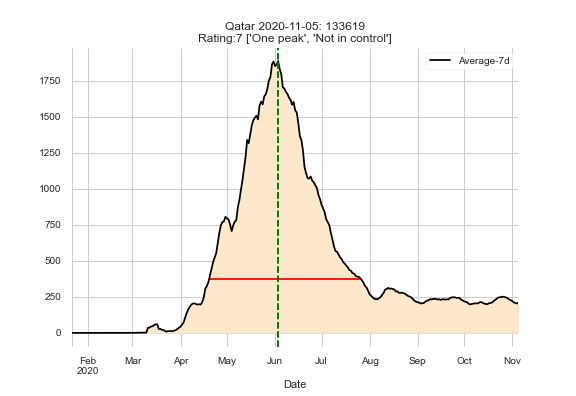 Qatar 2020-11-05: 133619
Rating:7 ['One peak', 'Not in control']
Average-7d
1750
1500
1250
1000
750
500
250
0
Feb Mar Apr May Jun Jul Aug Sep Oct Nov
2020
Date